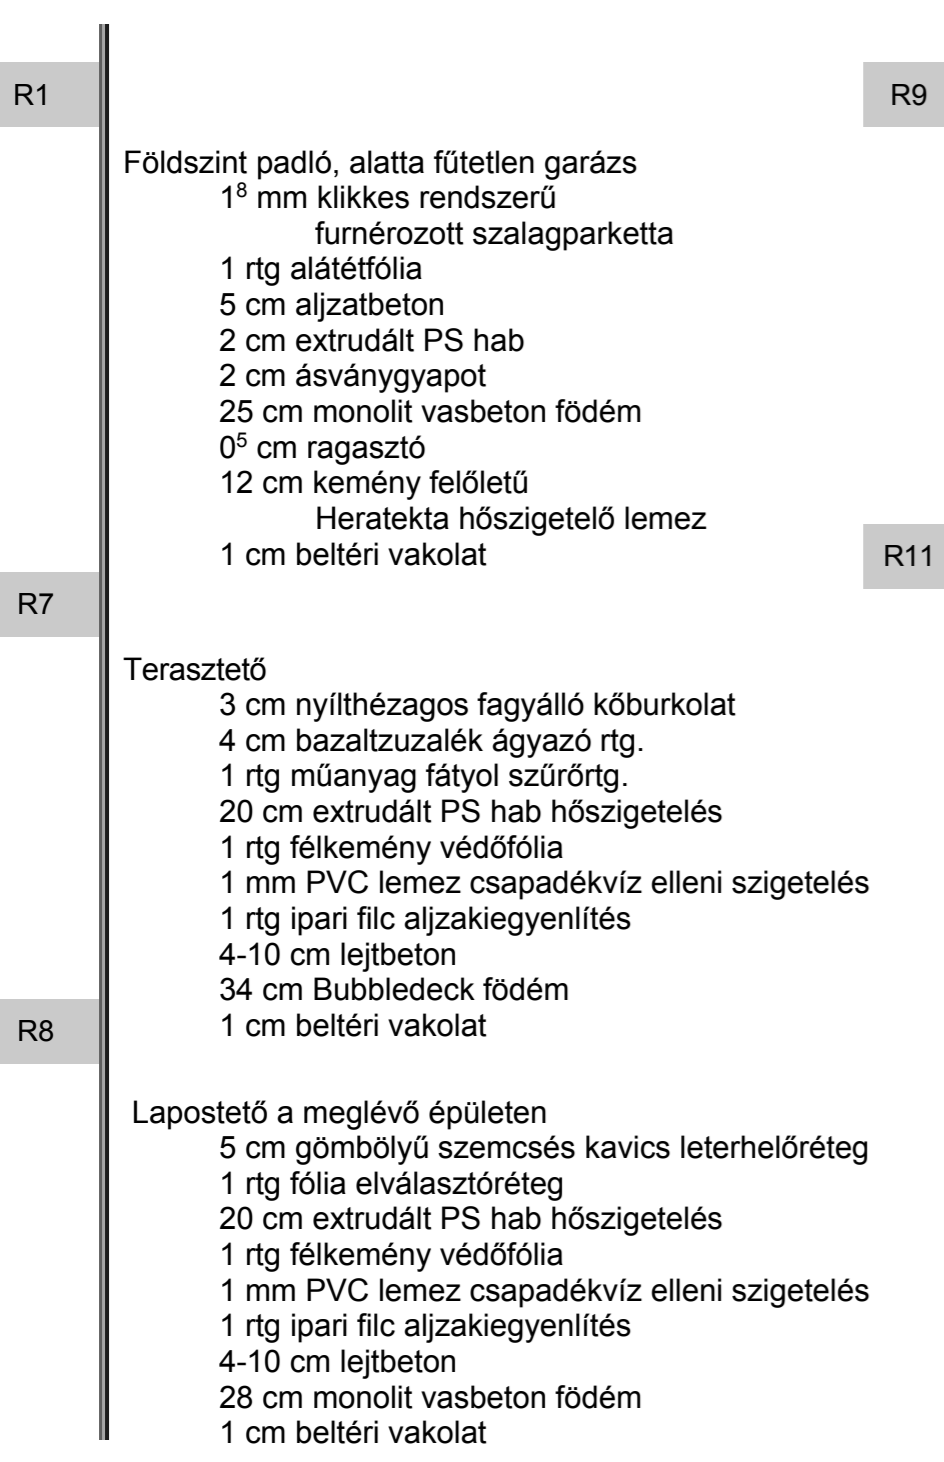 R1
R9
Földszint padló, alatta fűtetlen garázs
1⁸ mm klikkes rendszerű
furnérozott szalagparketta
1 rtg alátétfólia
5 cm aljzatbeton
2 cm extrudált PS hab
2 cm ásványgyapot
25 cm monolit vasbeton födém
0⁵ cm ragasztó
12 cm kemény felőletű
Heratekta hőszigetelő lemez
1 cm beltéri vakolat
R11
R7
Terasztető
3 cm nyílthézagos fagyálló kőburkolat
4 cm bazaltzuzalék ágyazó rtg.
1 rtg műanyag fátyol szűrőrtg.
20 cm extrudált PS hab hőszigetelés
1 rtg félkemény védőfólia
1 mm PVC lemez csapadékvíz elleni szigetelés
1 rtg ipari filc aljzakiegyenlítés
4-10 cm lejtbeton
34 cm Bubbledeck födém
1 cm beltéri vakolat
R8
Lapostető a meglévő épületen
5 cm gömbölyű szemcsés kavics leterhelőréteg
1 rtg fólia elválasztóréteg
20 cm extrudált PS hab hőszigetelés
1 rtg félkemény védőfólia
1 mm PVC lemez csapadékvíz elleni szigetelés
1 rtg ipari filc aljzakiegyenlítés
4-10 cm lejtbeton
28 cm monolit vasbeton födém
1 cm beltéri vakolat